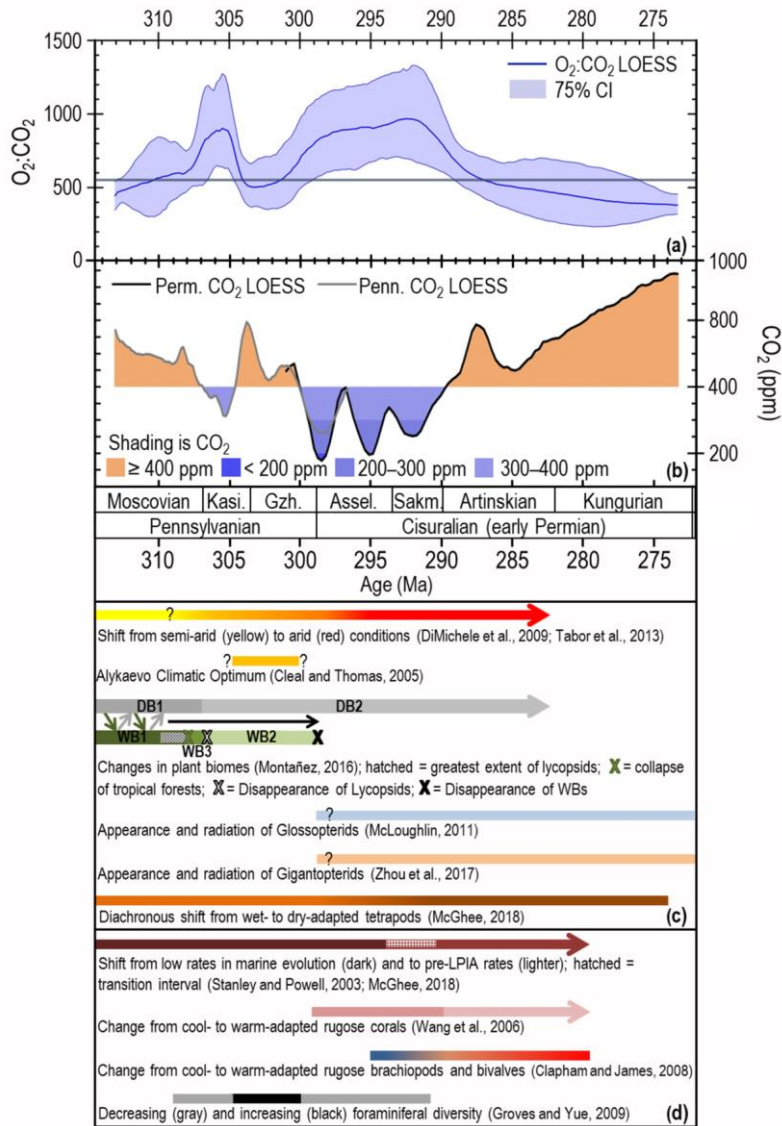 310 305 300 295 290 285 280 275
1500
1000
500
0
O₂:CO₂
O₂:CO₂ LOESS
75% CI
(a)
Perm. CO₂ LOESS Penn. CO₂ LOESS
1000
800
400
200
CO₂ (ppm)
Shading is CO₂
≥ 400 ppm < 200 ppm 200–300 ppm 300–400 ppm
(b)
Moscovian Kasi. Gzh. Assel. Sakm. Artinskian Kungurian
Pennsylvanian Cisuralian (early Permian)
310 305 300 295 290 285 280 275
Age (Ma)
?
Shift from semi-arid (yellow) to arid (red) conditions (DiMichele et al., 2009; Tabor et al., 2013)
? ?
Alykaevo Climatic Optimum (Cleal and Thomas, 2005)
DB1 DB2
WB1 X X WB2 X
WB3
Changes in plant biomes (Montañez, 2016); hatched = greatest extent of lycopsids; X = collapse
of tropical forests; X = Disappearance of Lycopsids; X = Disappearance of WBs
?
Appearance and radiation of Glossopterids (McLoughlin, 2011)
?
Appearance and radiation of Gigantopterids (Zhou et al., 2017)
Diachronous shift from wet- to dry-adapted tetrapods (McGhee, 2018)
(c)
Shift from low rates in marine evolution (dark) and to pre-LPIA rates (lighter); hatched =
transition interval (Stanley and Powell, 2003; McGhee, 2018)
Change from cool- to warm-adapted rugose corals (Wang et al., 2006)
Change from cool- to warm-adapted rugose brachiopods and bivalves (Clapham and James, 2008)
Decreasing (gray) and increasing (black) foraminiferal diversity (Groves and Yue, 2009)
(d)